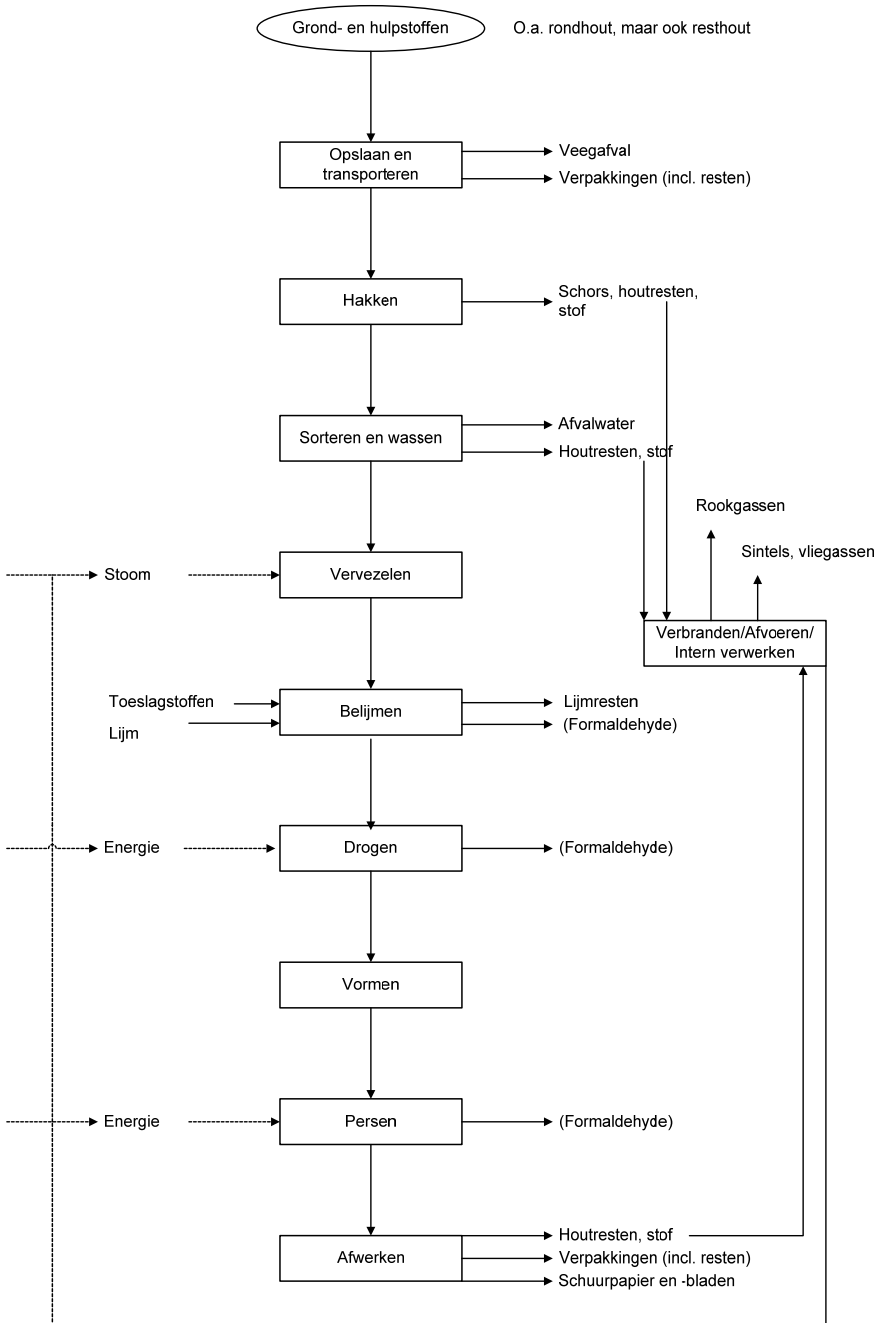 Grond- en hulpstoffen
O.a. rondhout, maar ook resthout
Opslaan en
transporteren
Veegafval
Verpakkingen (incl. resten)
Hakken
Schors, houtresten,
stof
Sorteren en wassen
Afvalwater
Houtresten, stof
Rookgassen
Sintels, vliegassen
Stoom
Vervezelen
Verbranden/Afvoeren/
Intern verwerken
Toeslagstoffen
Lijm
Belijmen
Lijmresten
(Formaldehyde)
Energie
Drogen
(Formaldehyde)
Vormen
Energie
Persen
(Formaldehyde)
Afwerken
Houtresten, stof
Verpakkingen (incl. resten)
Schuurpapier en -bladen